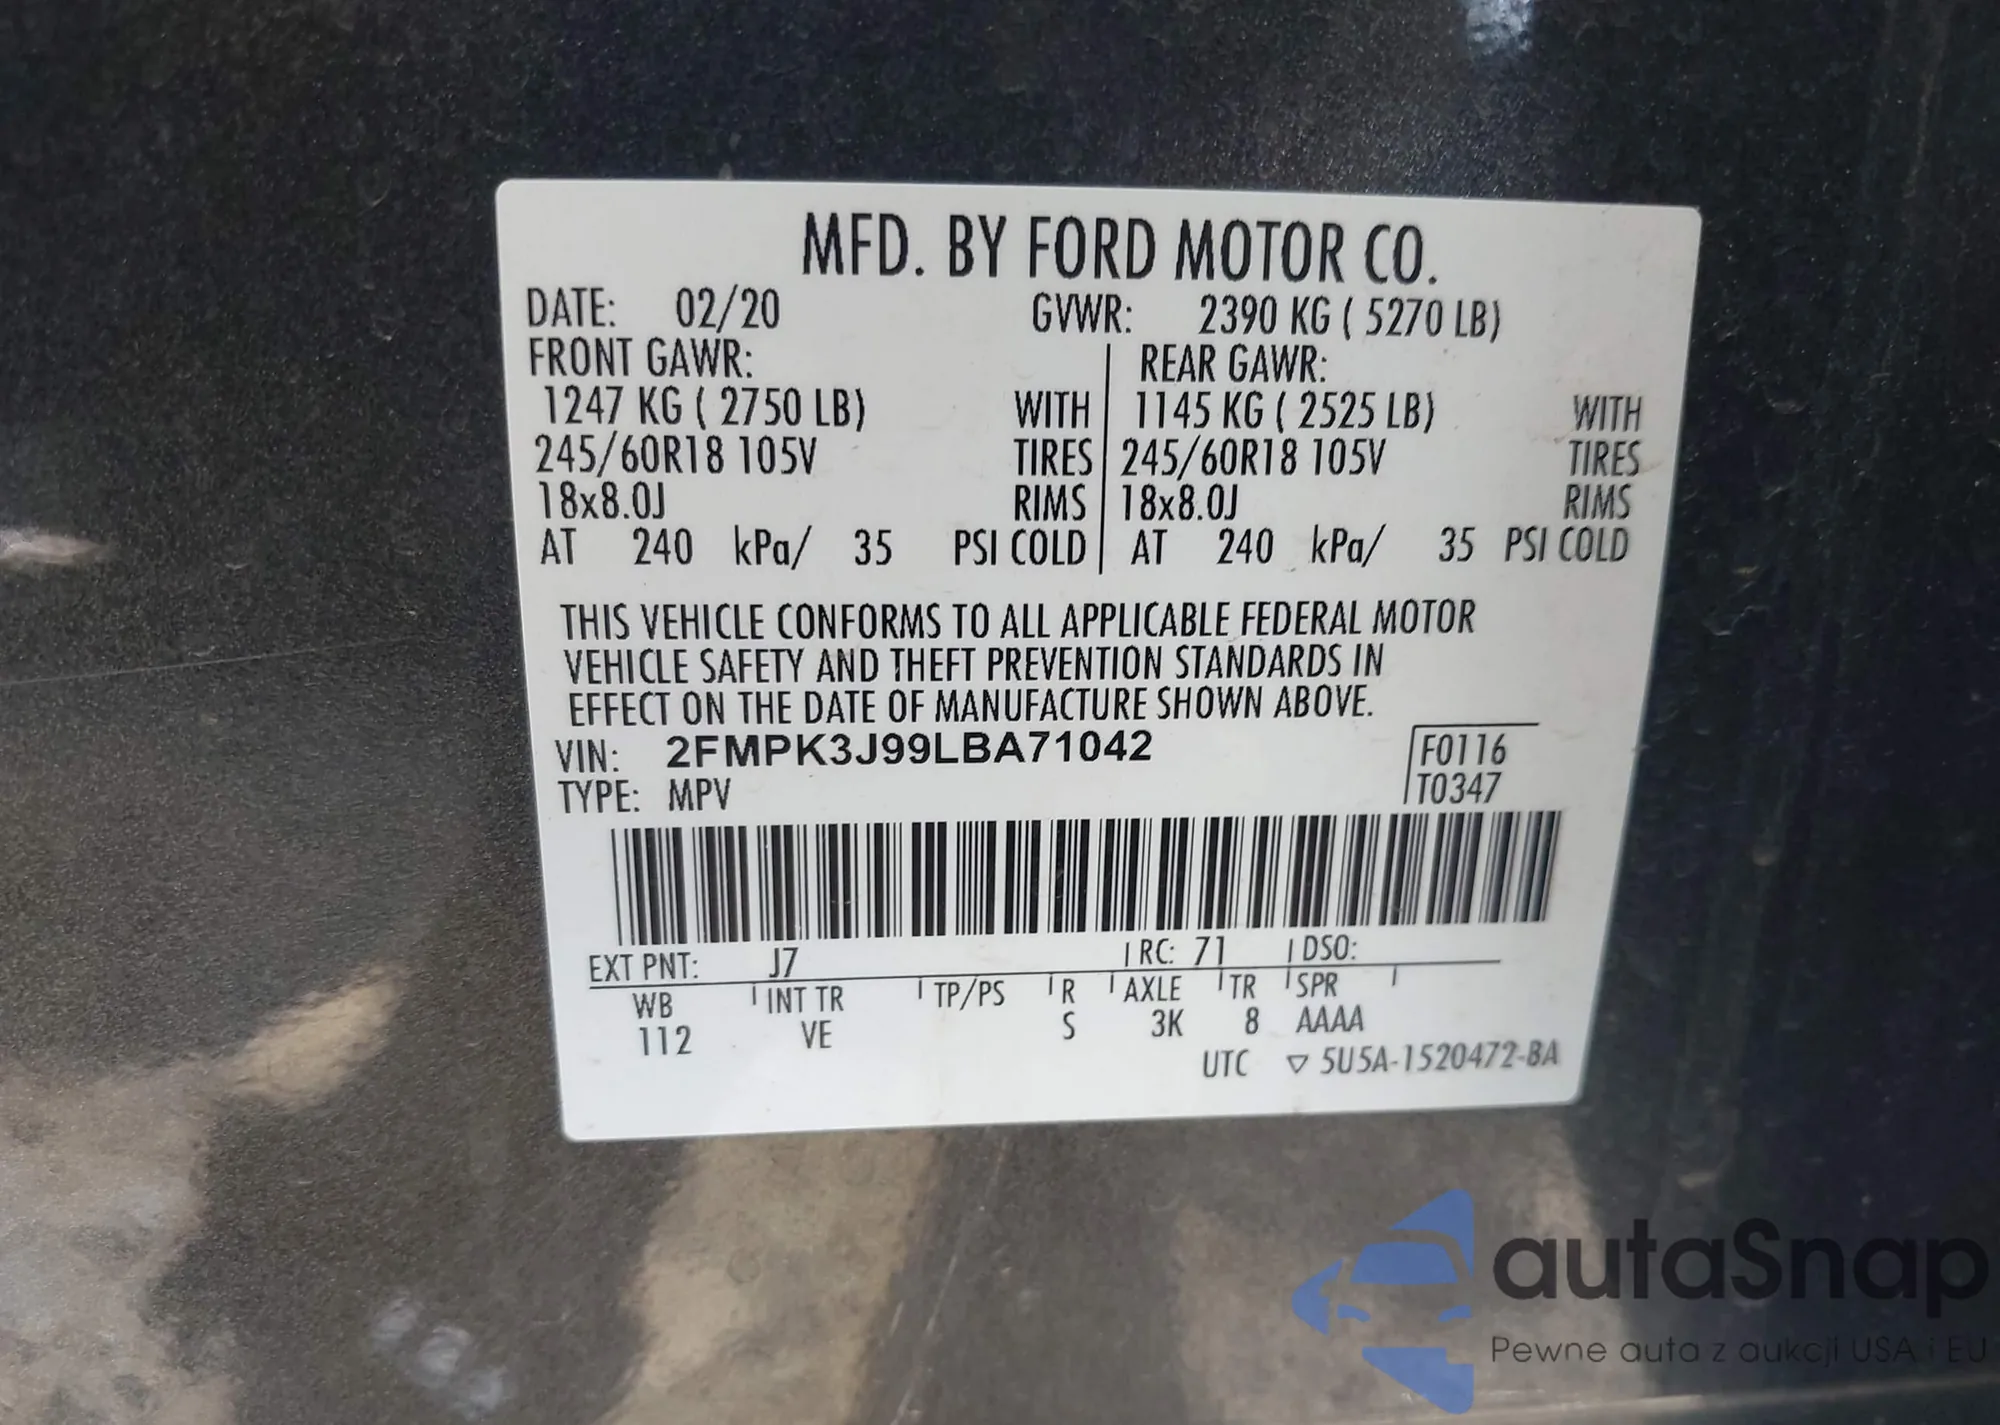 MFD. BY FORD MOTOR CO.
DATE: 02/20 GVWR: 2390 KG ( 5270 LB)
FRONT GAWR: REAR GAWR:
1247 KG ( 2750 LB) WITH 1145 KG ( 2525 LB) WITH
245/60R18 105V TIRES 245/60R18 105V TIRES
18x8.0J RIMS 18x8.0J RIMS
AT 240 kPa/ 35 PSI COLD AT 240 kPa/ 35 PSI COLD
THIS VEHICLE CONFORMS TO ALL APPLICABLE FEDERAL MOTOR
VEHICLE SAFETY AND THEFT PREVENTION STANDARDS IN
EFFECT ON THE DATE OF MANUFACTURE SHOWN ABOVE.
VIN: 2FMPK3J99LBA71042 F0116
TYPE: MPV T0347
EXT PNT: J7 RC: 71 DSO:
WB INT TR TP/PS R AXLE TR SPR
112 VE S 3K 8 AAAA
UTC ▽ 5U5A-1520472-BA
autaSnap
Pewne auta z aukcji USA i EU